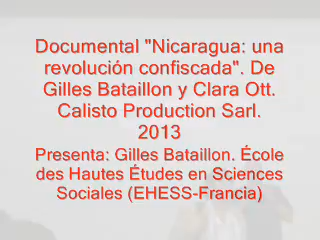 Documental "Nicaragua: una
revolución confiscada". De
Gilles Bataillon y Clara Ott.
Calisto Production Sarl.
2013
Presenta: Gilles Bataillon. École
des Hautes Études en Sciences
Sociales (EHESS-Francia)